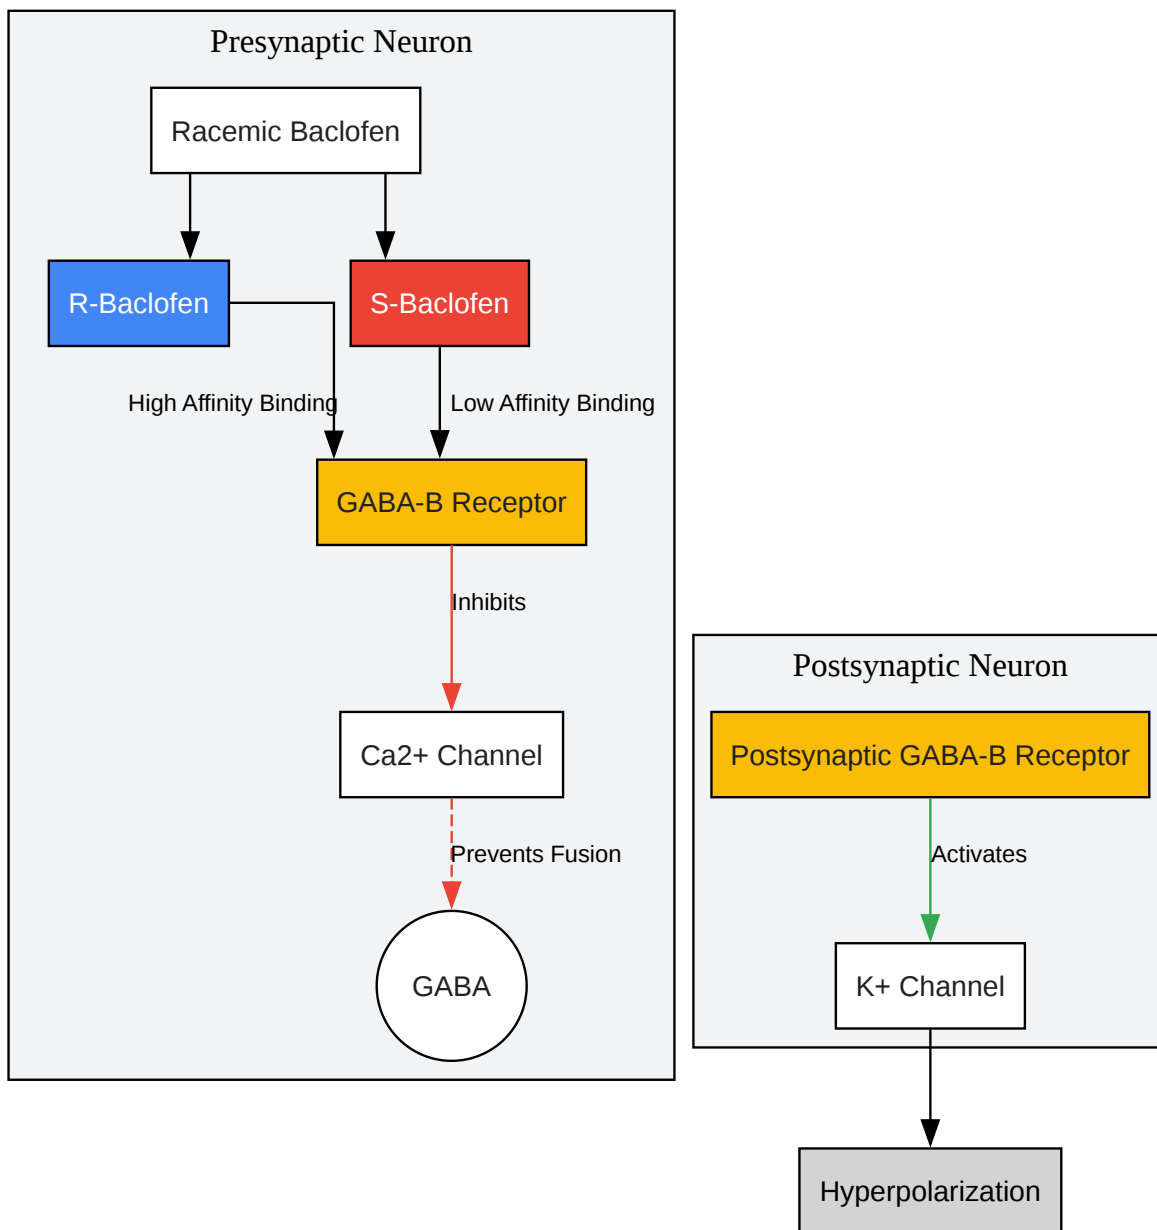 Presynaptic Neuron
Racemic Baclofen
R-Baclofen
S-Baclofen
High Affinity Binding
Low Affinity Binding
GABA-B Receptor
Inhibits
Ca2+ Channel
Prevents Fusion
GABA
Postsynaptic Neuron
Postsynaptic GABA-B Receptor
Activates
K+ Channel
Hyperpolarization